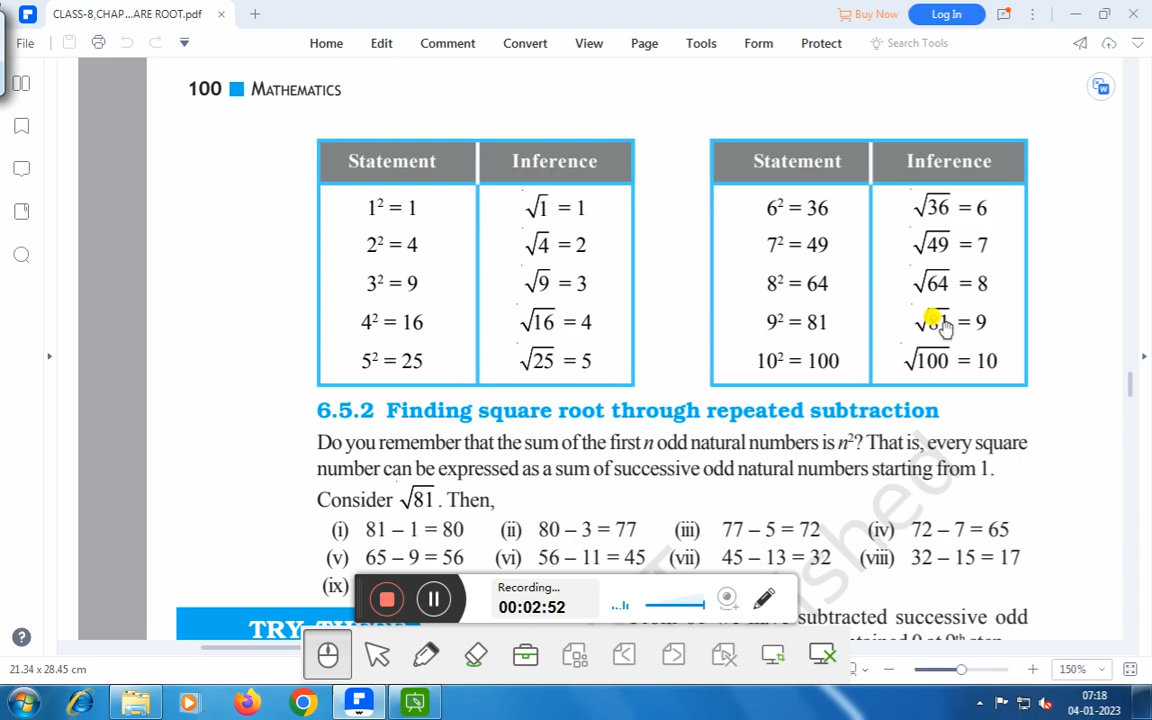 CLASS-8,CHAP ...ARE ROOT.pdf
Buy Now
Log In
File
Home
Edit
Comment
Convert
View
Page
Tools
Form
Protect
Search Tools
100 MATHEMATICS
Statement Inference
1² = 1 √1 = 1
2² = 4 √4 = 2
3² = 9 √9 = 3
4² = 16 √16 = 4
5² = 25 √25 = 5
Statement Inference
6² = 36 √36 = 6
7² = 49 √49 = 7
8² = 64 √64 = 8
9² = 81 √81 = 9
10² = 100 √100 = 10
6.5.2 Finding square root through repeated subtraction
Do you remember that the sum of the first n odd natural numbers is n²? That is, every square
number can be expressed as a sum of successive odd natural numbers starting from 1.
Consider √81. Then,
(i) 81 – 1 = 80 (ii) 80 – 3 = 77 (iii) 77 – 5 = 72 (iv) 72 – 7 = 65
(v) 65 – 9 = 56 (vi) 56 – 11 = 45 (vii) 45 – 13 = 32 (viii) 32 – 15 = 17
(ix)
Recording...
00:02:52
subtracted successive odd
21.34 x 28.45 cm
150%
07:18
04-01-2023